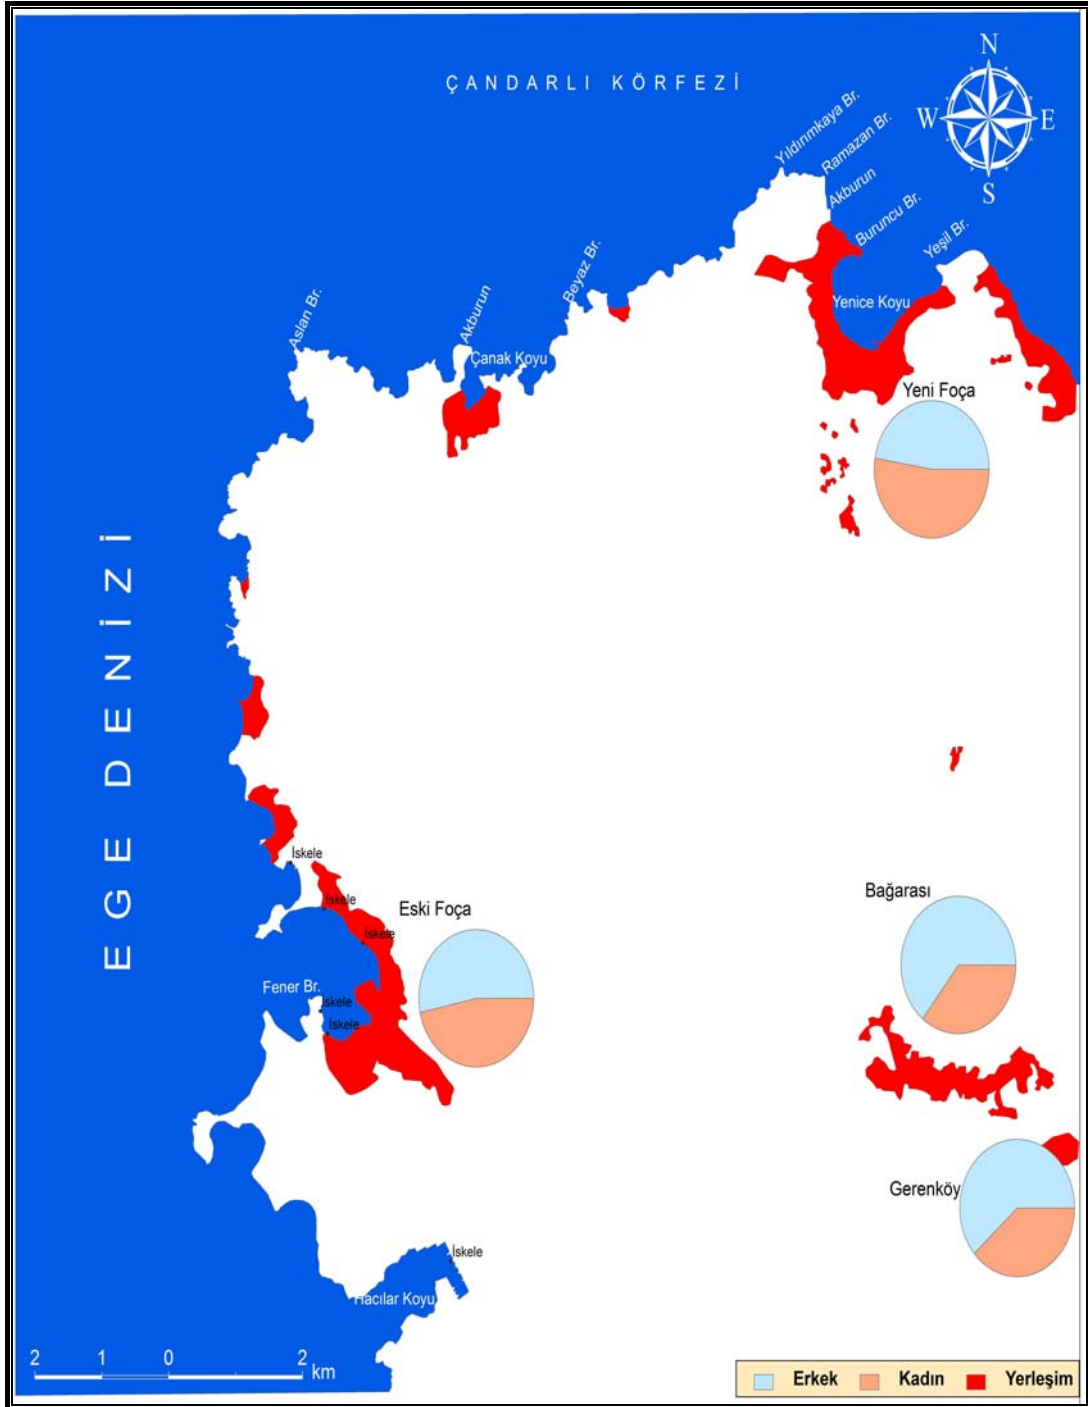 ÇANDARLI KÖRFEZİ
N
W
E
S
Yıldırımkaya Br.
Ramazan Br.
Akburun
Buruncu Br.
Yeşil Br.
Beyaz Br.
Yenice Koyu
Aslan Br.
Akburun
Çanak Koyu
Yeni Foça
EGE DENİZİ
İskele
Bağarası
İskele
Eski Foça
İskele
Fener Br.
İskele
İskele
Gerenköy
İskele
Hacılar Koyu
2 1 0 2
km
Erkek Kadın Yerleşim